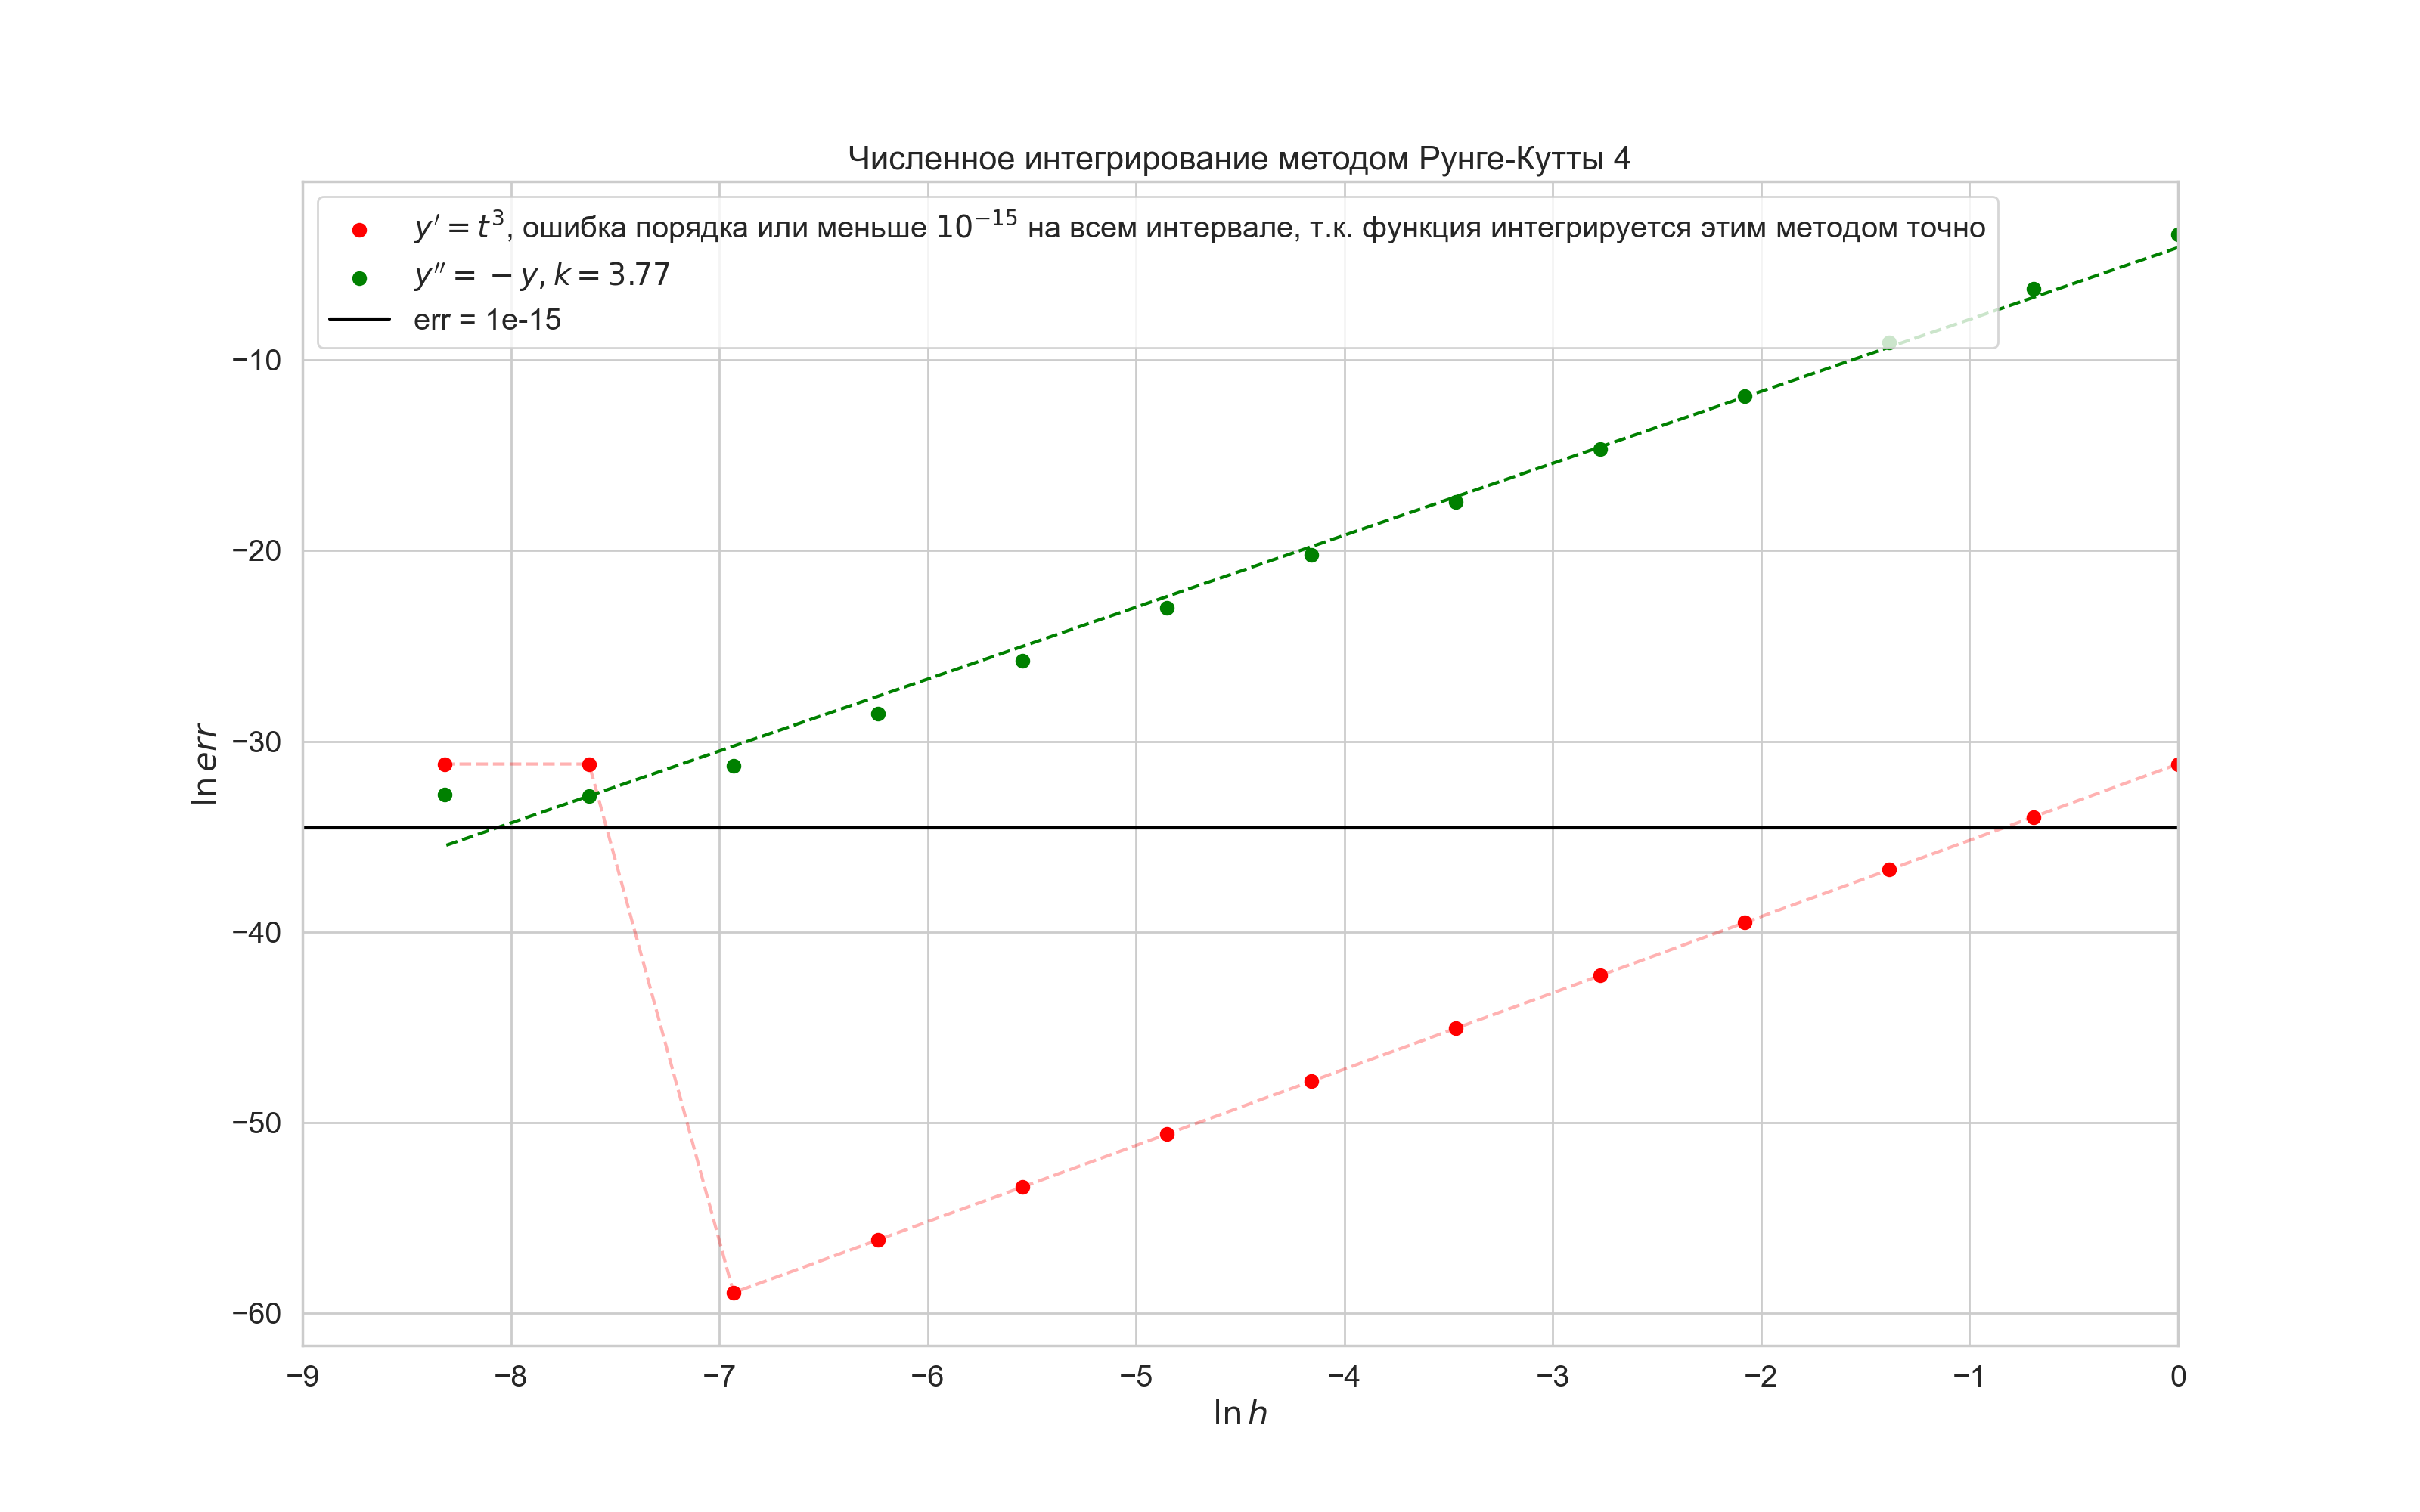 Численное интегрирование методом Рунге-Кутты 4
y′ = t³, ошибка порядка или меньше 10⁻¹⁵ на всем интервале, т.к. функция интегрируется этим методом точно
y′′ = −y, k = 3.77
err = 1e-15
ln err
−10
−20
−30
−40
−50
−60
−9 −8 −7 −6 −5 −4 −3 −2 −1 0
ln h